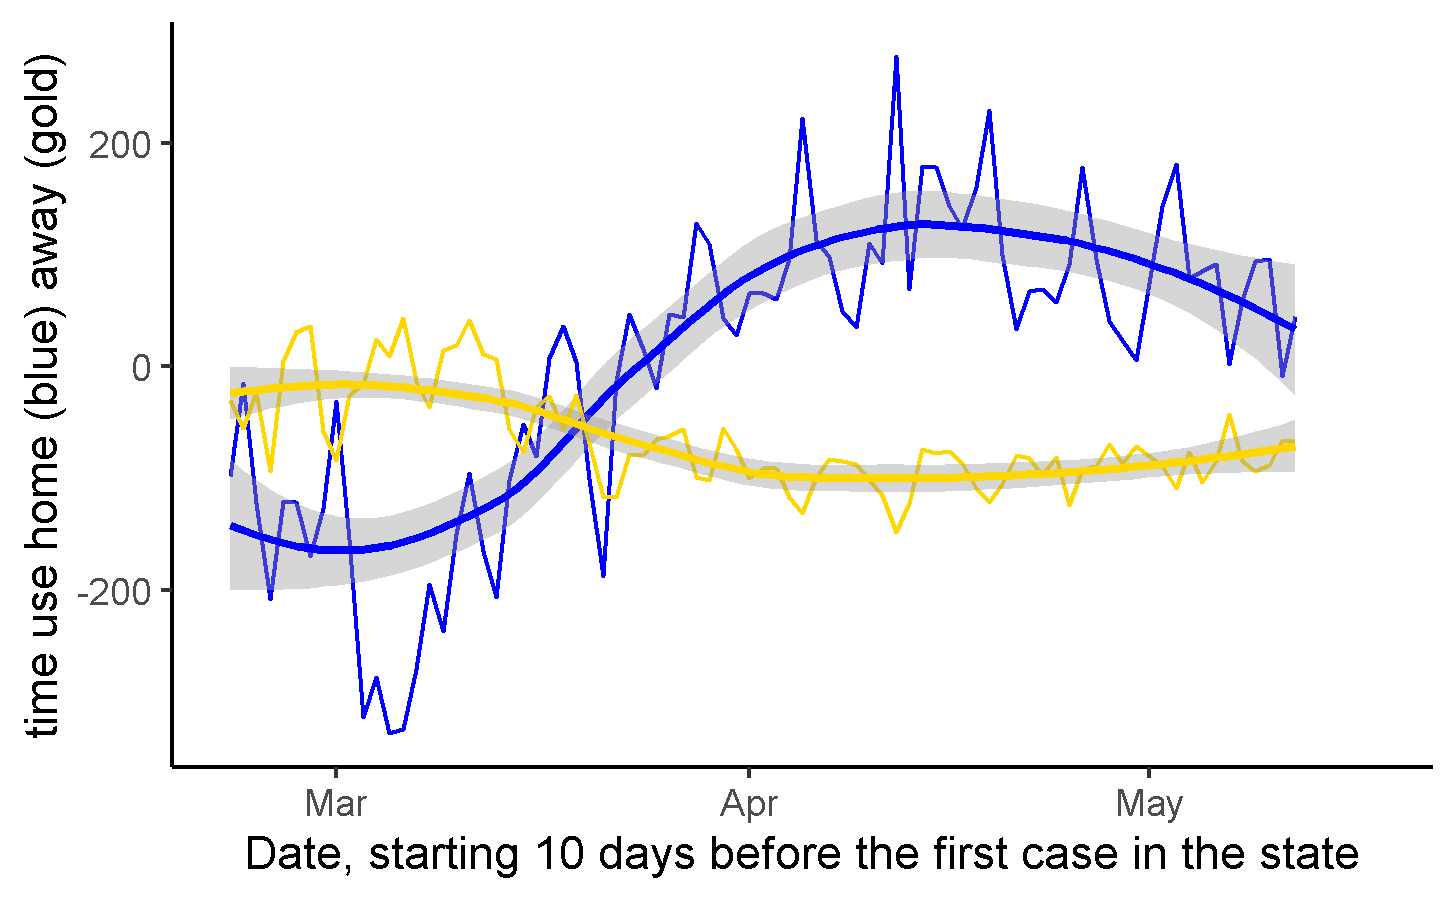 time use home (blue) away (gold)
200
0
-200
Mar
Apr
May
Date, starting 10 days before the first case in the state